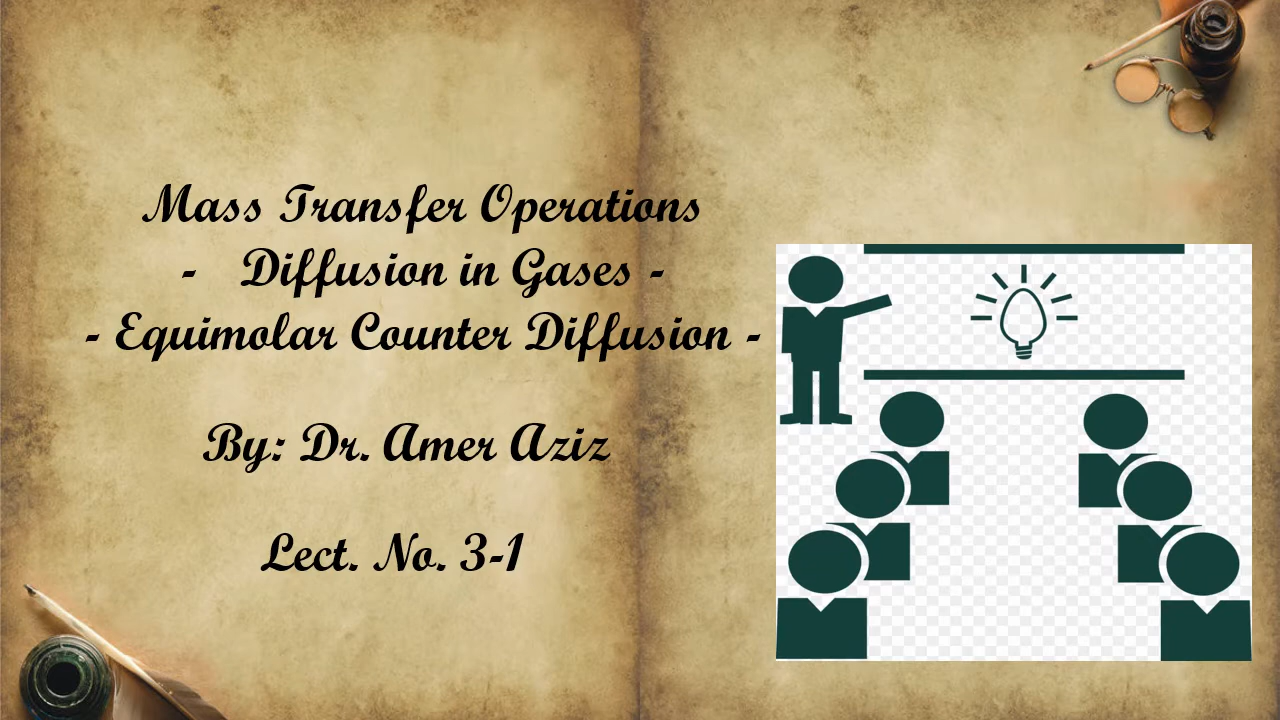 Mass Transfer Operations
- Diffusion in Gases -
- Equimolar Counter Diffusion -
By: Dr. Amer Aziz
Lect. No. 3-1